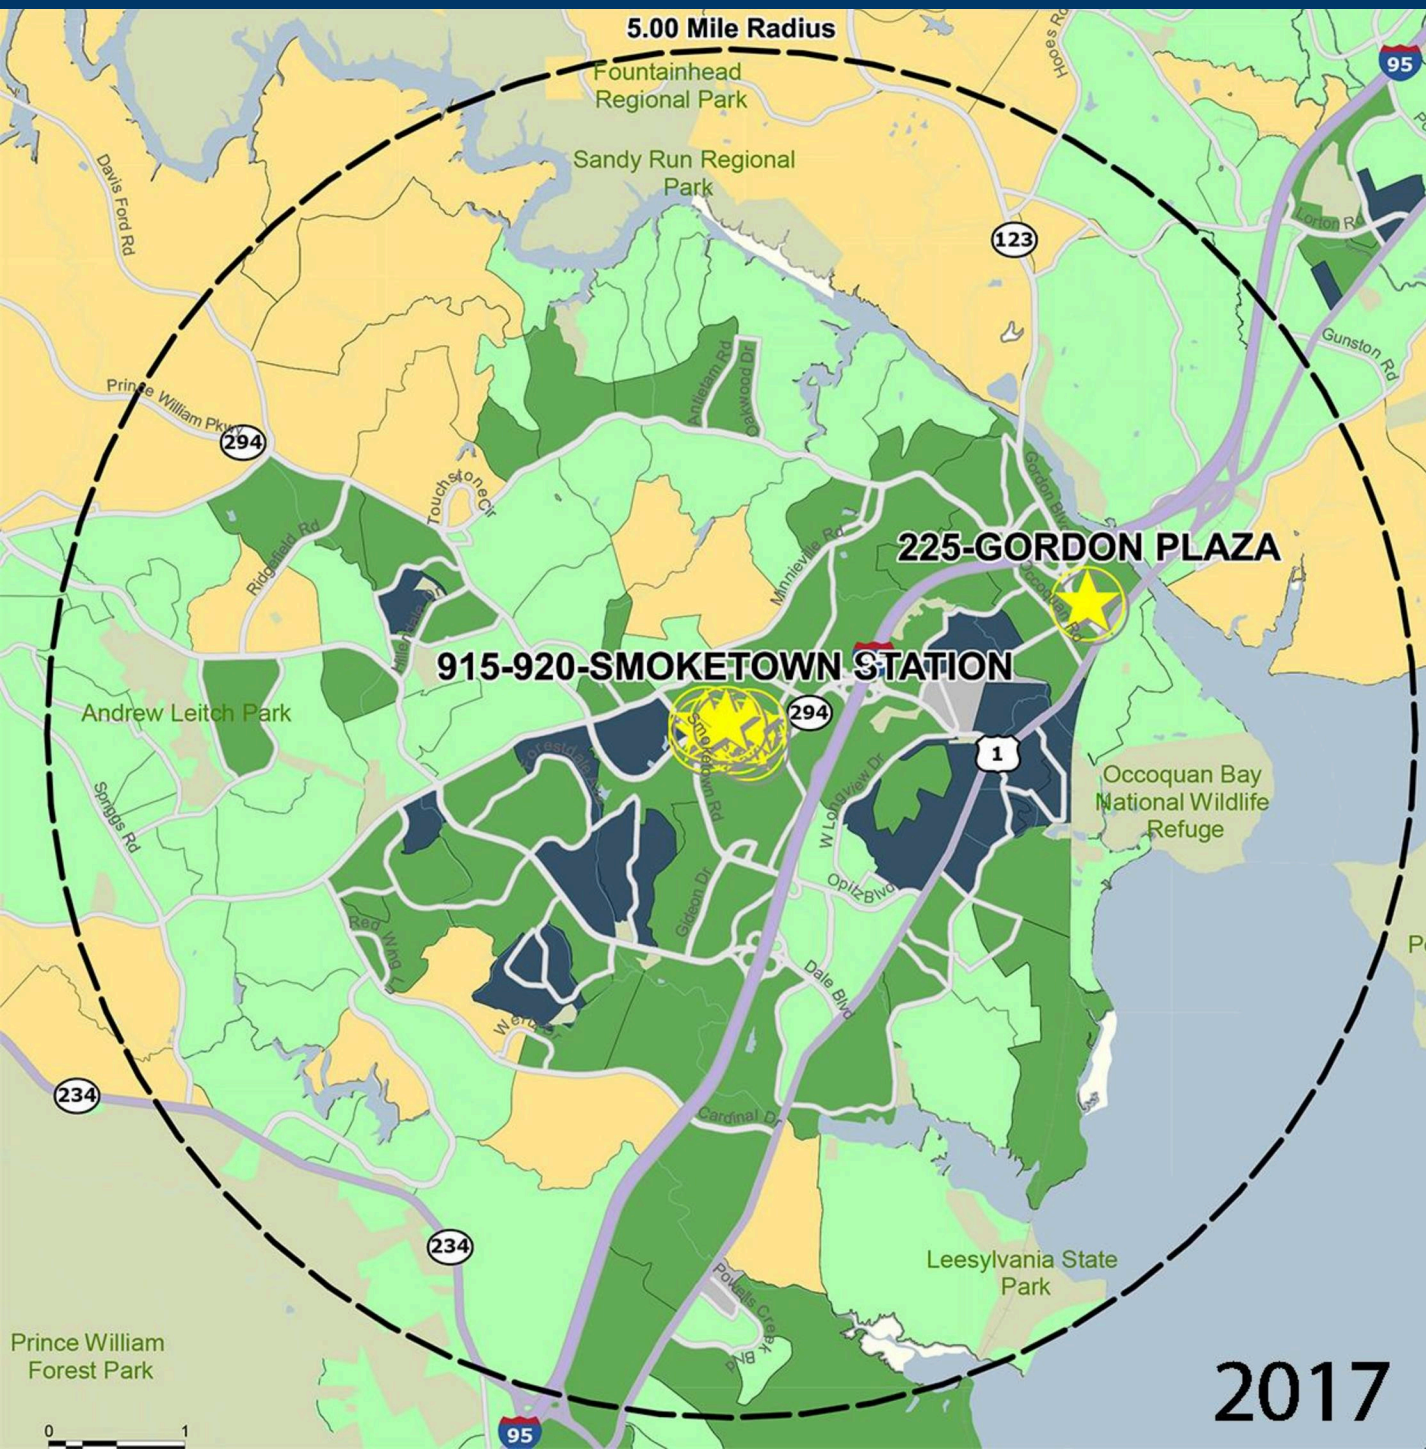 5.00 Mile Radius
Fountainhead
Regional Park
Hooes Rd
95
Sandy Run Regional
Park
Davis Ford Rd
123
Lorton Rd
Gunston Rd
Prince William Pkwy
294
Antietam Rd
Oakwood Dr
Touchstone Cir
Gordon Blvd
Ridgefield Rd
Minnieville Rd
225-GORDON PLAZA
Occoquan Rd
Hillendale Dr
915-920-SMOKETOWN STATION
Andrew Leitch Park
294
Smoketown Rd
Forestdale Ave
1
Occoquan Bay
National Wildlife
Refuge
Spriggs Rd
W Longview Dr
Opitz Blvd
Gideon Dr
Red Wing
Dale Blvd
234
Cardinal Dr
234
Leesylvania State
Park
Powells Creek
Blvd
Prince William
Forest Park
2017
0 1
95